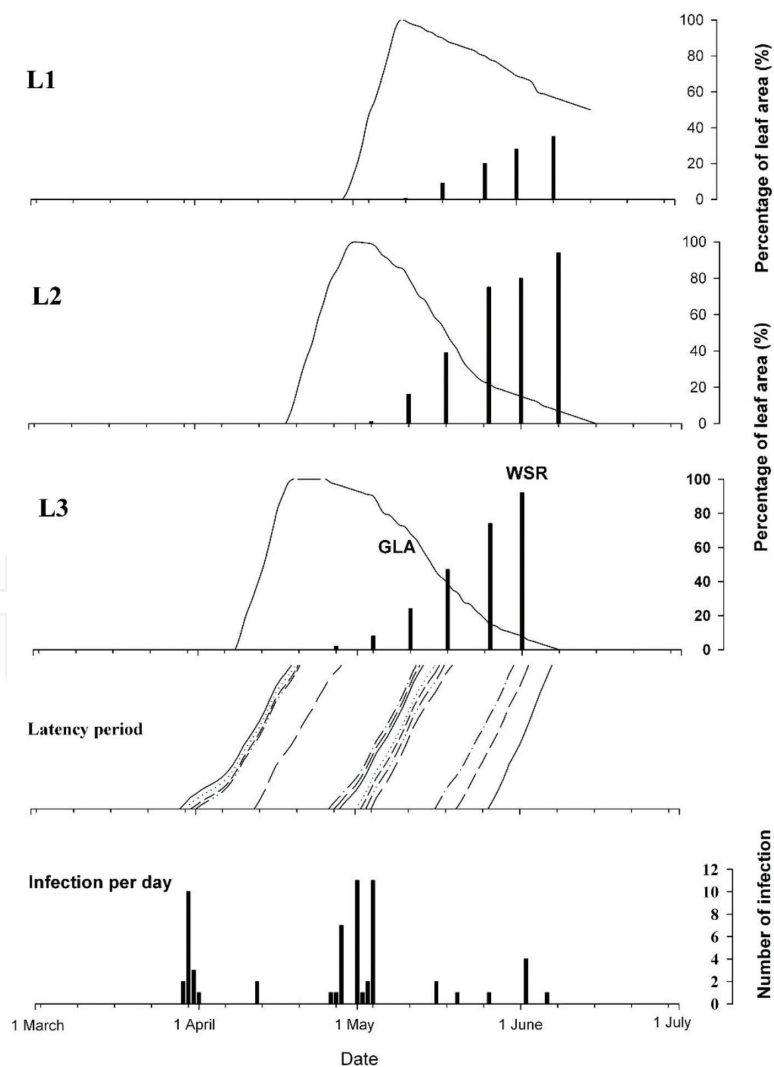 L1
100
80
60
40
20
0
Percentage of leaf area (%)
L2
100
80
60
40
20
0
Percentage of leaf area (%)
L3
GLA
WSR
100
80
60
40
20
0
Percentage of leaf area (%)
Latency period
Infection per day
12
10
8
6
4
2
0
Number of infection
1 March 1 April 1 May 1 June 1 July
Date